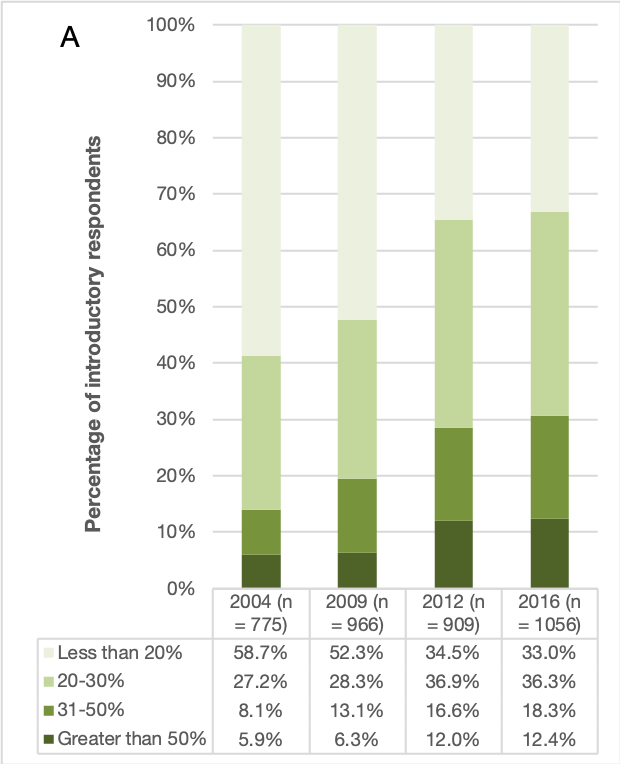 A
Percentage of introductory respondents
100%
90%
80%
70%
60%
50%
40%
30%
20%
10%
0%
2004 (n = 775) 2009 (n = 966) 2012 (n = 909) 2016 (n = 1056)
Less than 20% 58.7% 52.3% 34.5% 33.0%
20-30% 27.2% 28.3% 36.9% 36.3%
31-50% 8.1% 13.1% 16.6% 18.3%
Greater than 50% 5.9% 6.3% 12.0% 12.4%